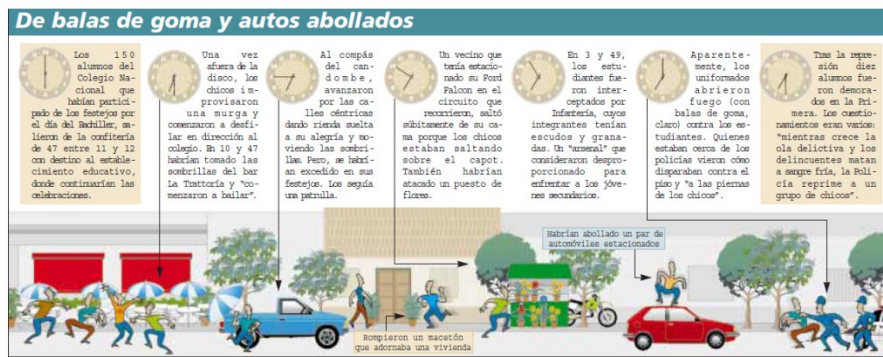 De balas de goma y autos abollados
Los 150
alumnos del
Colegio Na-
cional que
habían partici-
pado de los festejos por
el día del Bachiller, sa-
lieron de la confitería
de 47 entre 11 y 12
con destino al estable-
cimiento educativo,
donde continuarían las
celebraciones.
Una vez
afuera de la
disco, los
chicos im-
provisaron
una murga y
comenzaron a desfi-
lar en dirección al
colegio. En 10 y 47
habrían tomado las
sombrillas del bar
La Trattoría y "co-
menzaron a bailar".
Al compás
del can-
dombe,
avanzaron
por las ca-
lles céntricas
dando rienda suelta
a su alegría y mo-
viendo las sombri-
llas. Pero, se habrí-
an excedido en sus
festejos. Los seguía
una patrulla.
Un vecino que
tenía estacio-
nado su Ford
Falcon en el
circuito que
recorrieron, saltó
súbitamente de su ca-
ma porque los chicos
estaban saltando
sobre el capot.
También habrían
atacado un puesto de
flores.
En 3 y 49,
los estu-
diantes fue-
ron inter-
ceptados por
Infantería, cuyos
integrantes tenían
escudos y grana-
das. Un "arsenal" que
consideraron despro-
porcionado para
enfrentar a los jóve-
nes secundarios.
Aparente-
mente, los
uniformados
abrieron
fuego (con
balas de goma,
claro) contra los es-
tudiantes. Quienes
estaban cerca de los
policías vieron cómo
disparaban contra el
piso y "a las piernas
de los chicos".
Tras la repre-
sión diez
alumnos fue-
ron demora-
dos en la Pri-
mera. Los cuestio-
namientos eran varios:
"mientras crece la
ola delictiva y los
delincuentes matan
a sangre fría, la Poli-
cía reprime a un
grupo de chicos".
Habrían abollado un par de
automóviles estacionados
Rompieron un macetón
que adornaba una vivienda